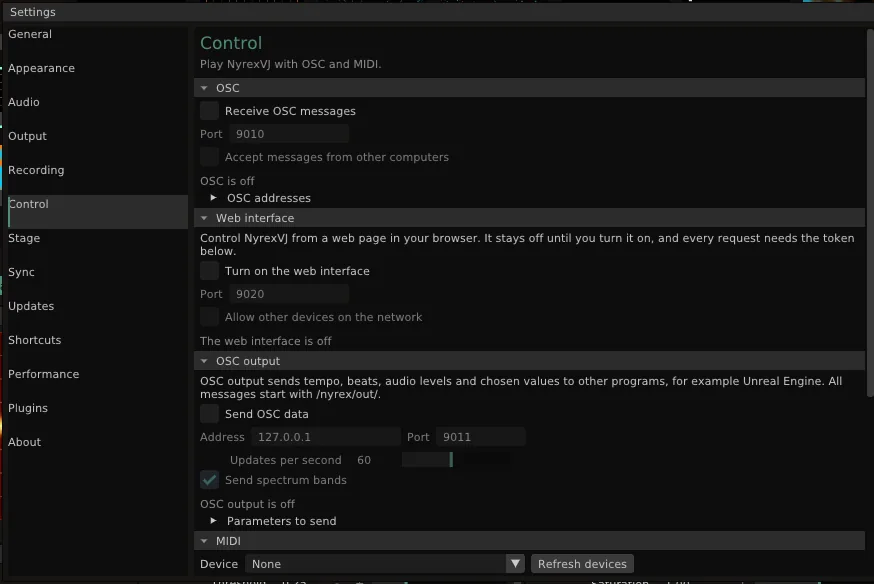 Settings
General
Appearance
Audio
Output
Recording
Control
Stage
Sync
Updates
Shortcuts
Performance
Plugins
About
Control
Play NyrexVJ with OSC and MIDI.
OSC
Receive OSC messages
Port 9010
Accept messages from other computers
OSC is off
OSC addresses
Web interface
Control NyrexVJ from a web page in your browser. It stays off until you turn it on, and every request needs the token
below.
Turn on the web interface
Port 9020
Allow other devices on the network
The web interface is off
OSC output
OSC output sends tempo, beats, audio levels and chosen values to other programs, for example Unreal Engine. All
messages start with /nyrex/out/.
Send OSC data
Address 127.0.0.1 Port 9011
Updates per second 60
Send spectrum bands
OSC output is off
Parameters to send
MIDI
Device None Refresh devices